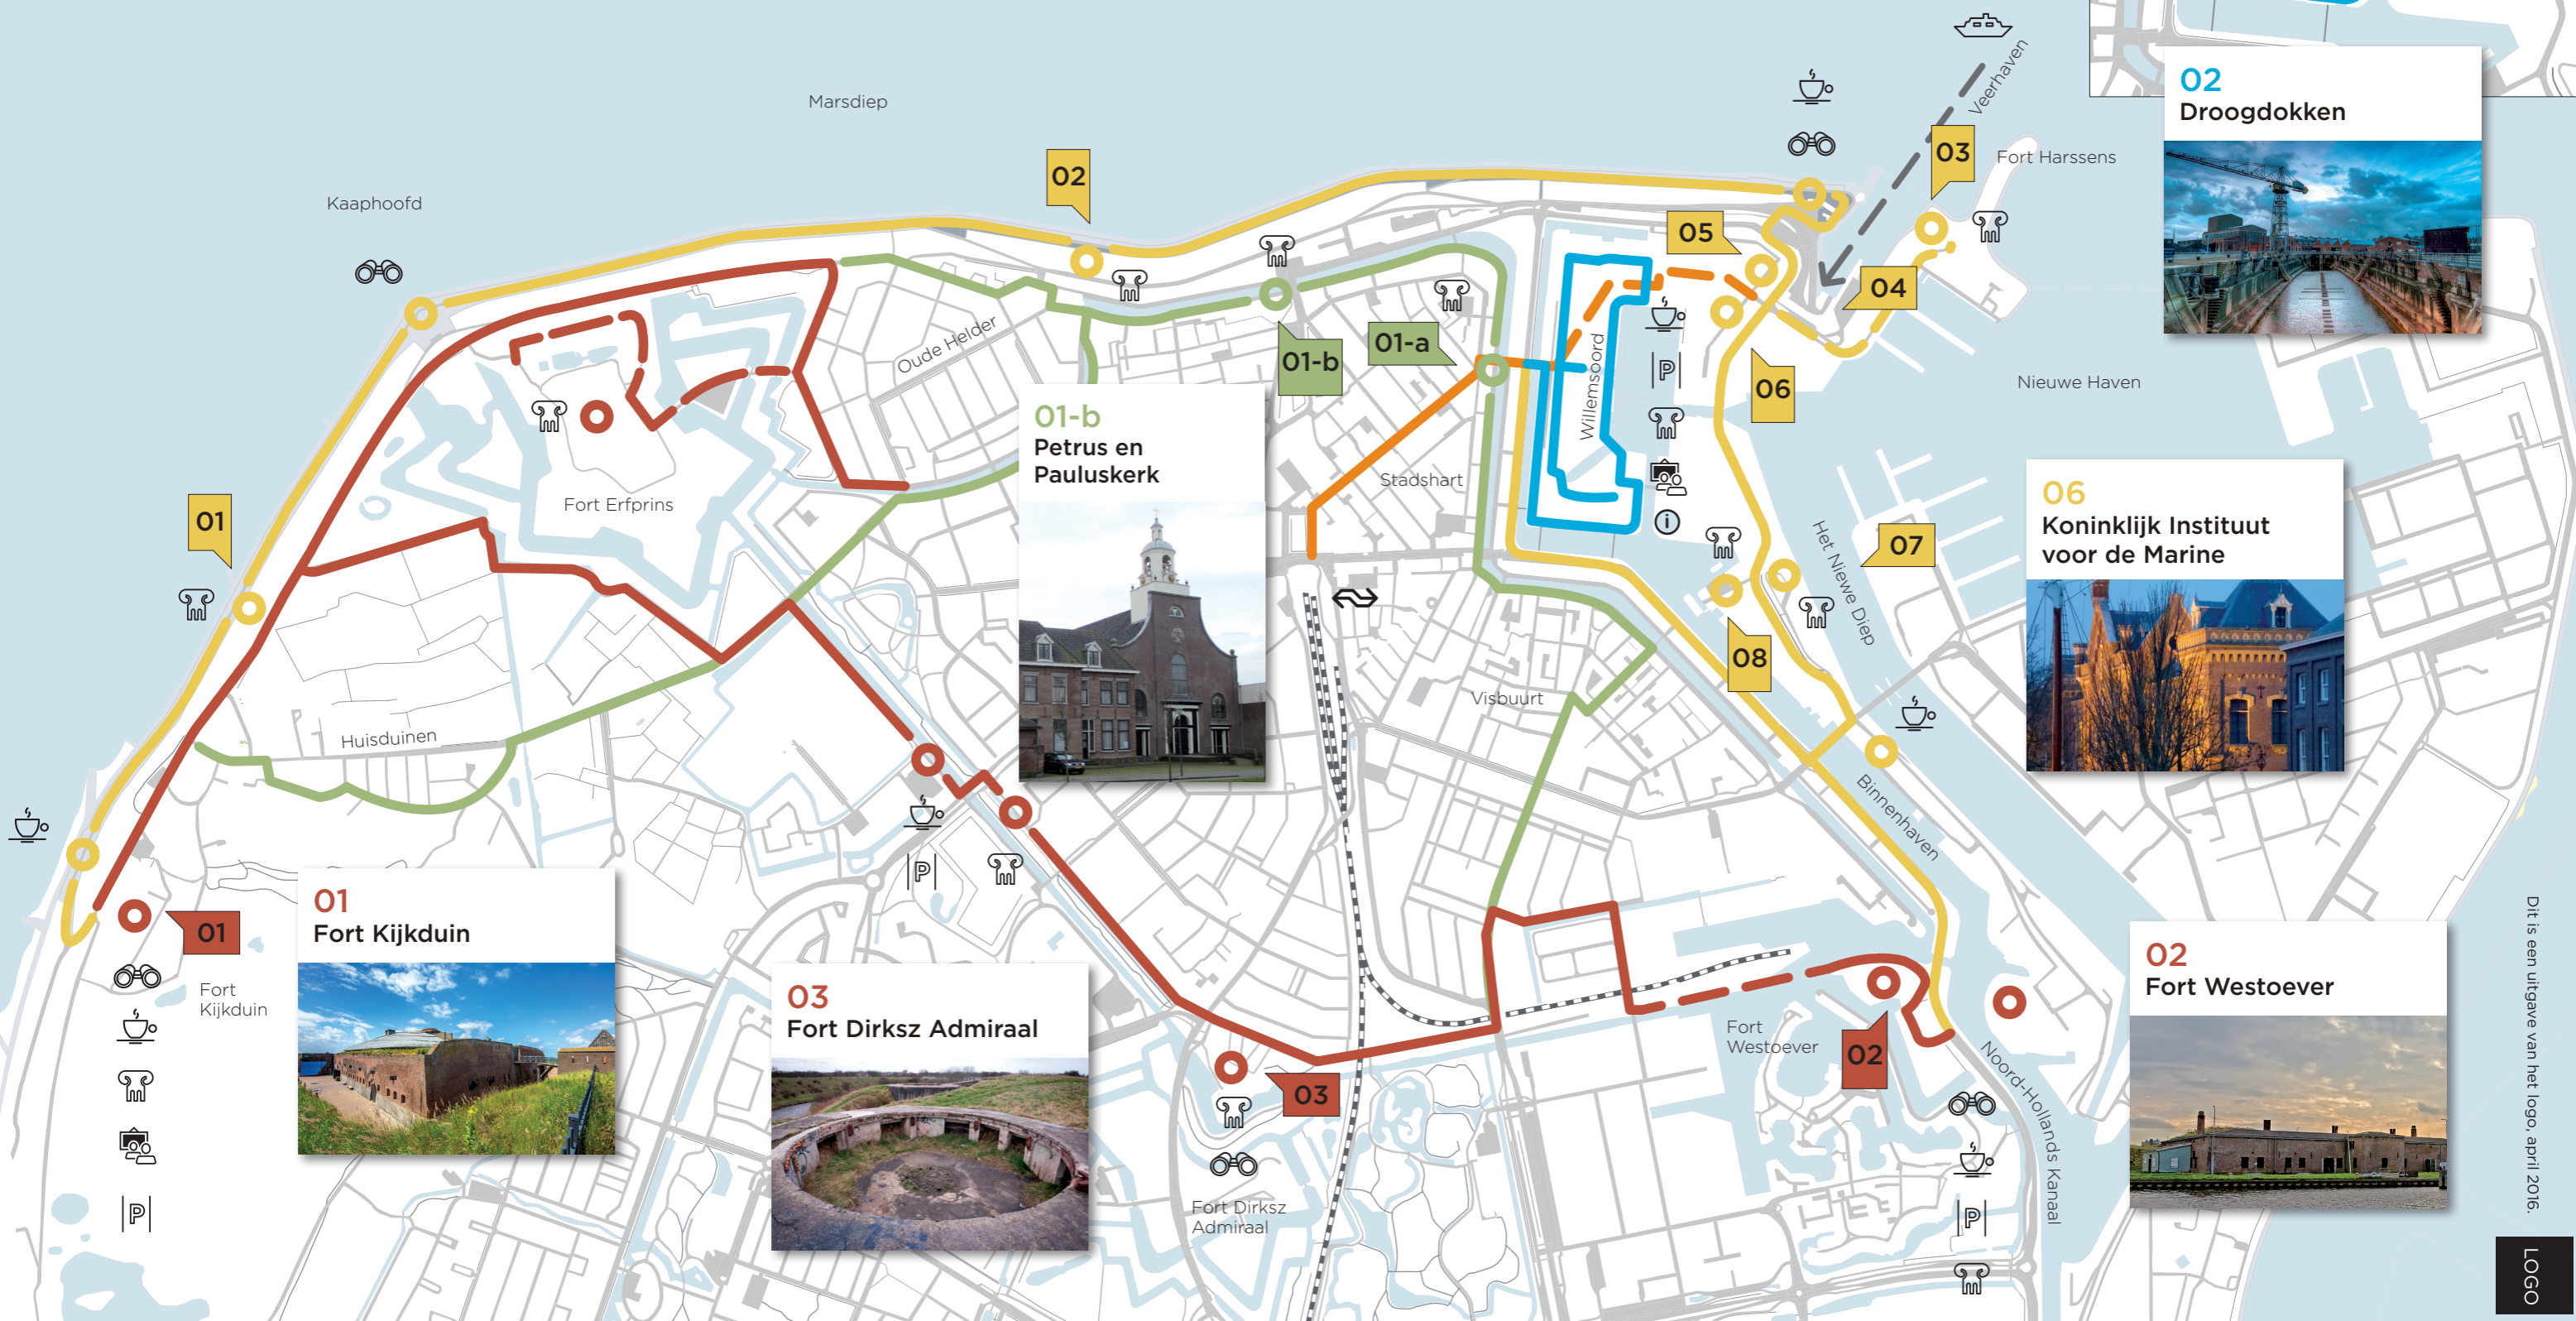 Marsdiep
Kaaphoofd
Veerhaven
Fort Harssens
02
03
05
04
06
02
Droogdokken
Oude Helder
01-b
01-a
Willemsoord
Nieuwe Haven
01-b
Petrus en
Pauluskerk
Stadshart
Fort Erfprins
01
Het Niewe Diep
07
06
Koninklijk Instituut
voor de Marine
08
Visbuurt
Huisduinen
Binnenhaven
01
Fort
Kijkduin
01
Fort Kijkduin
03
Fort Dirksz Admiraal
03
Fort Dirksz
Admiraal
Fort
Westoever
02
Noord-Hollands Kanaal
02
Fort Westoever
P
P
P
P
i
Dit is een uitgave van het logo, april 2016.
LOGO